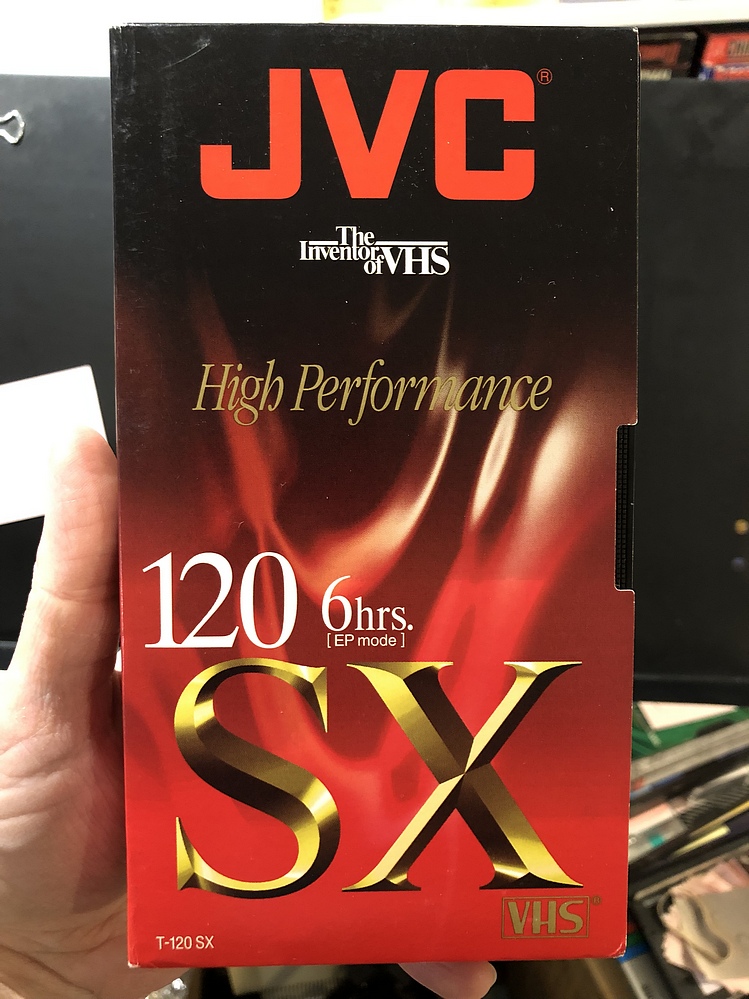 JVC®
The
Inventor
of VHS
High Performance
120 6hrs.
[EP mode]
SX
VHS®
T-120 SX